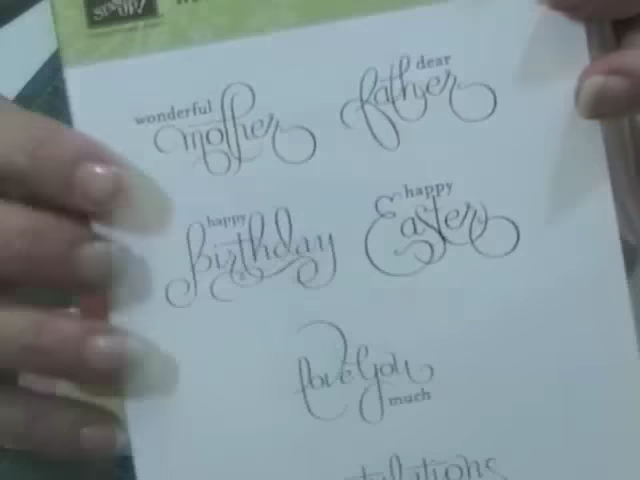 wonderful
mother
dear
father
happy
birthday
happy
Easter
love you
much